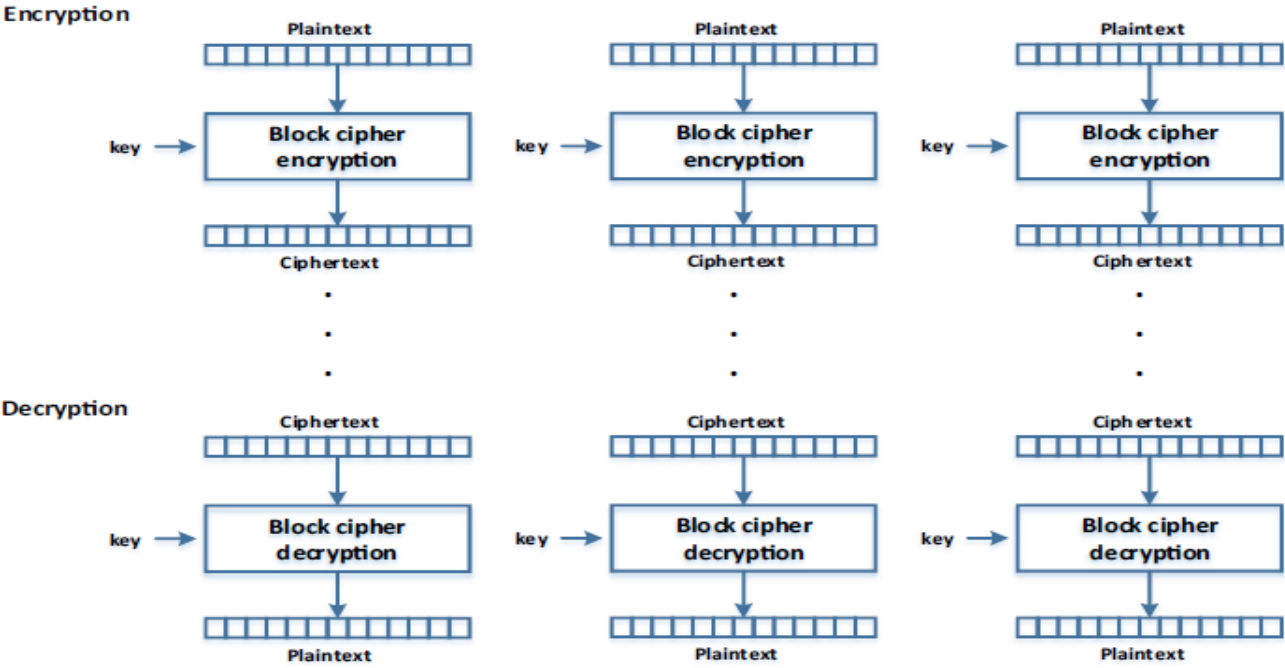 Encryption
Plaintext Plaintext Plaintext
key Block cipher encryption key Block cipher encryption key Block cipher encryption
Ciphertext Ciphertext Ciphertext
Decryption
Ciphertext Ciphertext Ciphertext
key Block cipher decryption key Block cipher decryption key Block cipher decryption
Plaintext Plaintext Plaintext